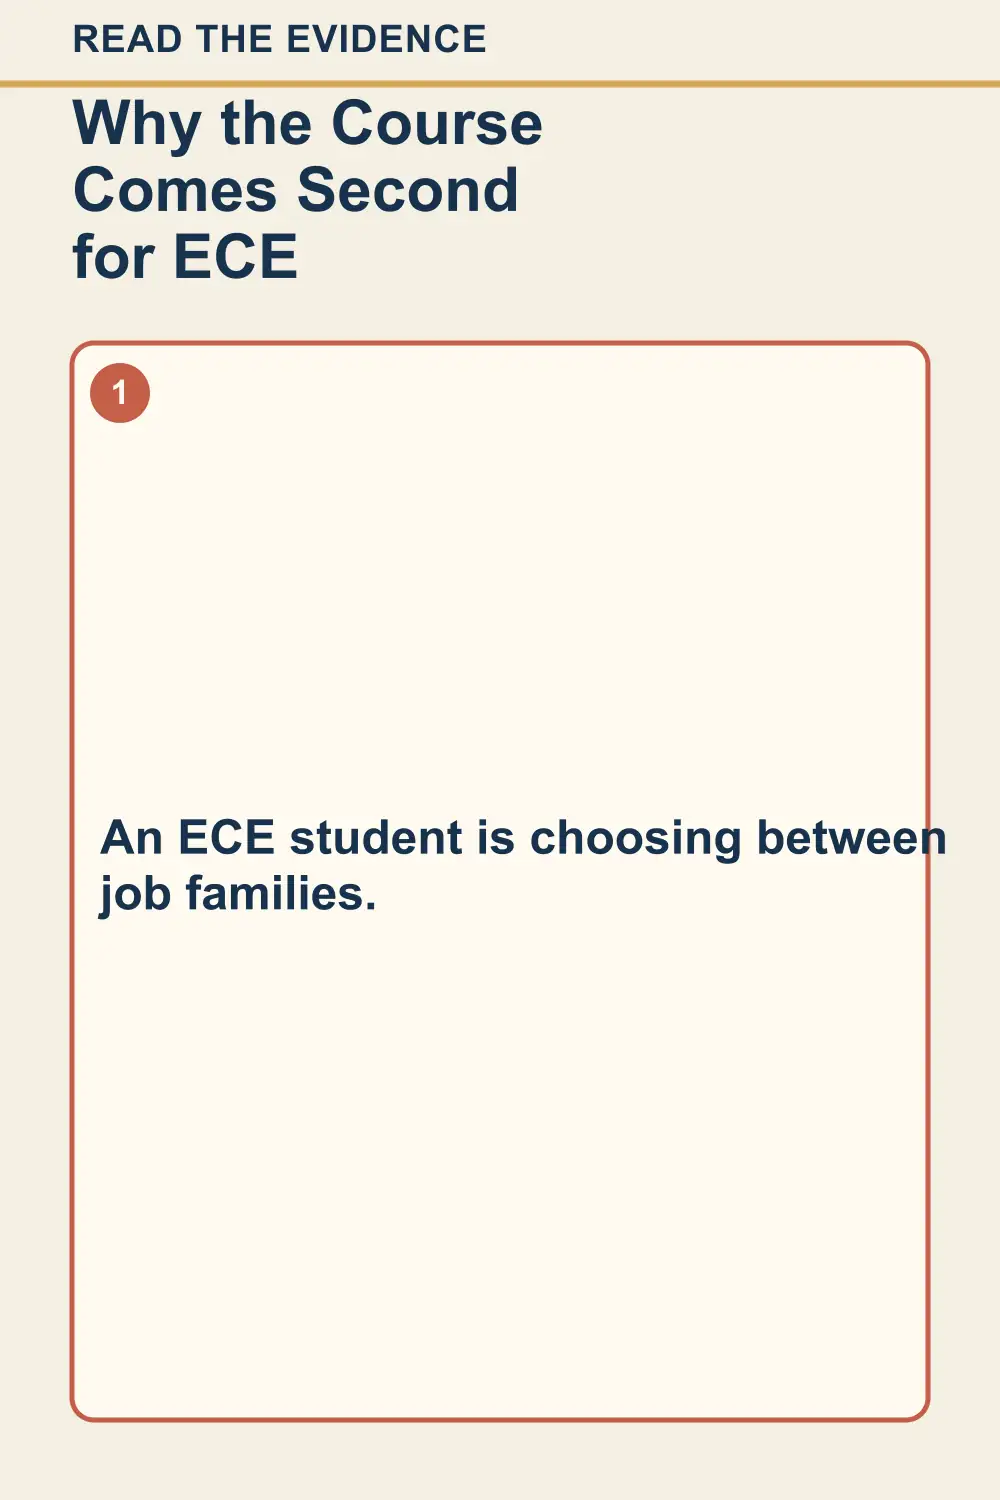 READ THE EVIDENCE
Why the Course
Comes Second
for ECE
1
An ECE student is choosing between
job families.